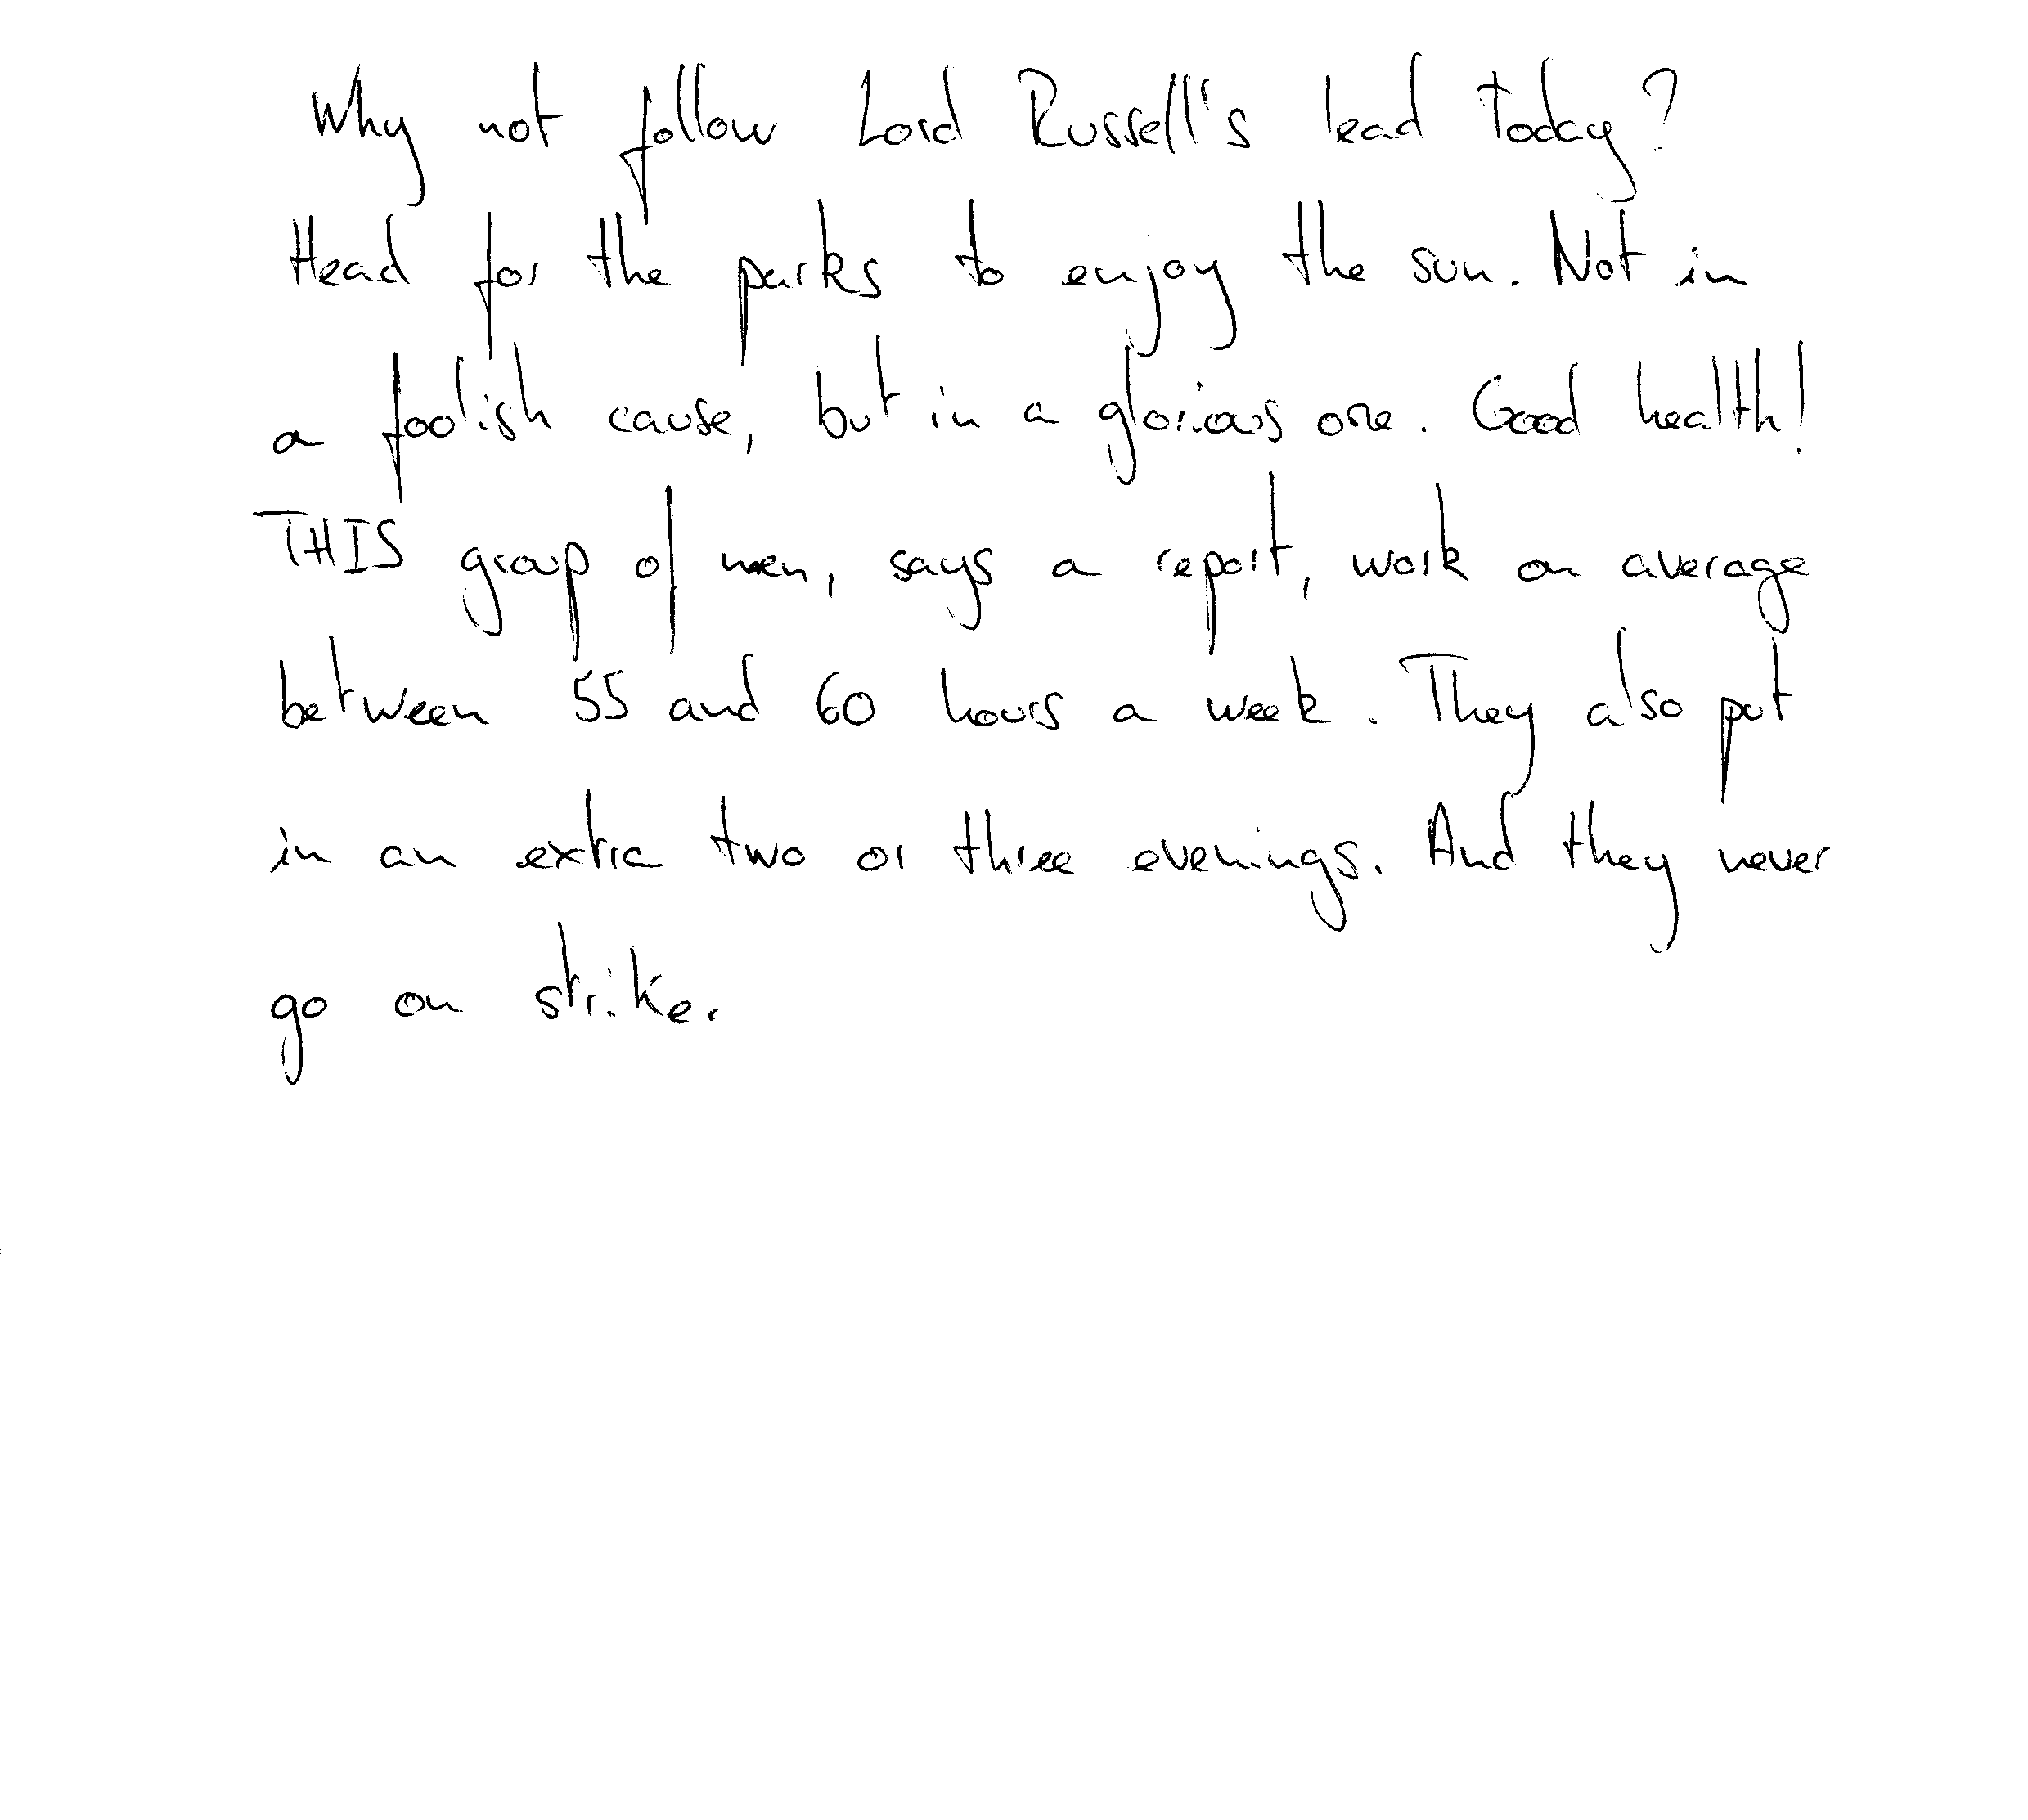 Why not follow Lord Russell's lead today?
Head for the parks to enjoy the sun. Not in
a foolish cause, but in a glorious one. Good health!
THIS group of men, says a report, work on average
between 55 and 60 hours a week. They also put
in an extra two or three evenings. And they never
go on strike.